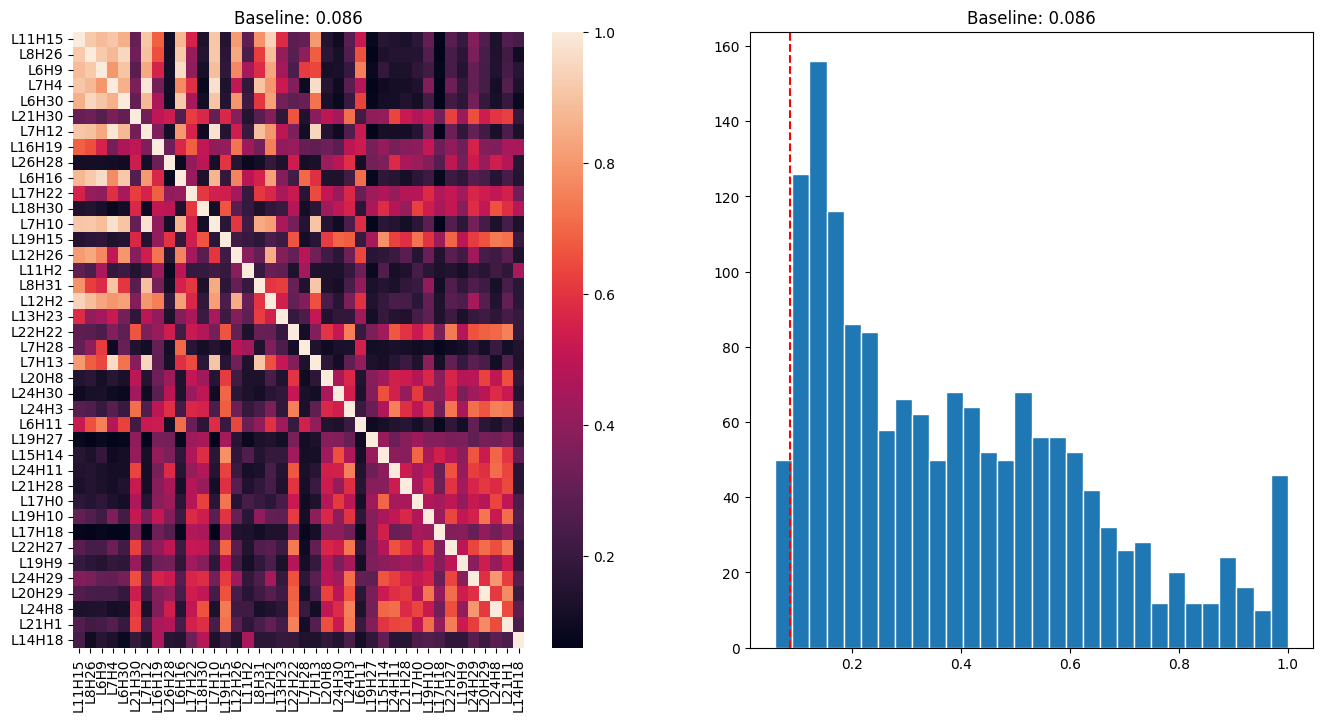 Baseline: 0.086
L11H15
L8H26
L6H9
L7H4
L6H30
L21H30
L7H12
L16H19
L26H28
L6H16
L17H22
L18H30
L7H10
L19H15
L12H26
L11H2
L8H31
L12H2
L13H23
L22H22
L7H28
L7H13
L20H8
L24H30
L24H3
L6H11
L19H27
L15H14
L24H11
L21H28
L17H0
L19H10
L17H18
L22H27
L19H9
L24H29
L20H29
L24H8
L21H1
L14H18
L11H15
L8H26
L6H9
L7H4
L6H30
L21H30
L7H12
L16H19
L26H28
L6H16
L17H22
L18H30
L7H10
L19H15
L12H26
L11H2
L8H31
L12H2
L13H23
L22H22
L7H28
L7H13
L20H8
L24H30
L24H3
L6H11
L19H27
L15H14
L24H11
L21H28
L17H0
L19H10
L17H18
L22H27
L19H9
L24H29
L20H29
L24H8
L21H1
L14H18
1.0
0.8
0.6
0.4
0.2
Baseline: 0.086
160
140
120
100
80
60
40
20
0
0.2
0.4
0.6
0.8
1.0